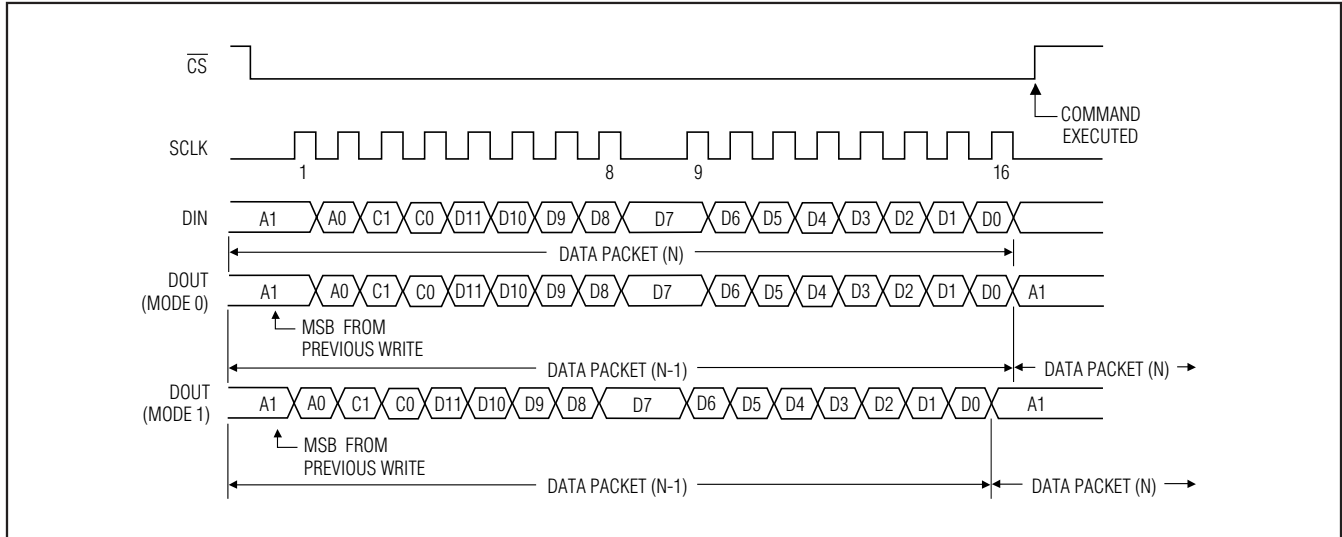 CS
COMMAND
EXECUTED
SCLK
1 8 9 16
DIN
A1 A0 C1 C0 D11 D10 D9 D8 D7 D6 D5 D4 D3 D2 D1 D0
DATA PACKET (N)
DOUT
(MODE 0)
A1 A0 C1 C0 D11 D10 D9 D8 D7 D6 D5 D4 D3 D2 D1 D0 A1
MSB FROM
PREVIOUS WRITE
DATA PACKET (N-1) DATA PACKET (N)
DOUT
(MODE 1)
A1 A0 C1 C0 D11 D10 D9 D8 D7 D6 D5 D4 D3 D2 D1 D0 A1
MSB FROM
PREVIOUS WRITE
DATA PACKET (N-1) DATA PACKET (N)